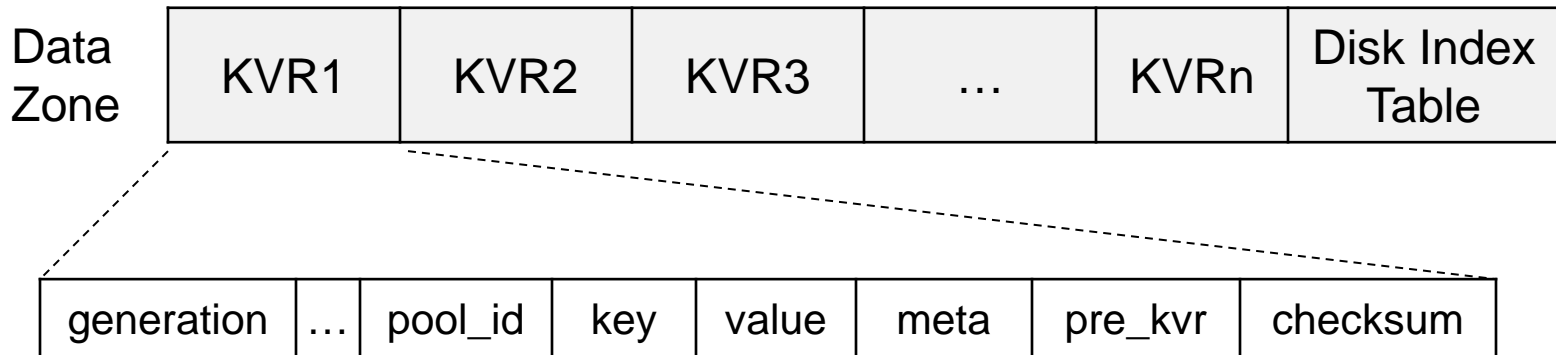 Data
Zone
KVR1 KVR2 KVR3 … KVRn Disk Index
Table
generation … pool_id key value meta pre_kvr checksum